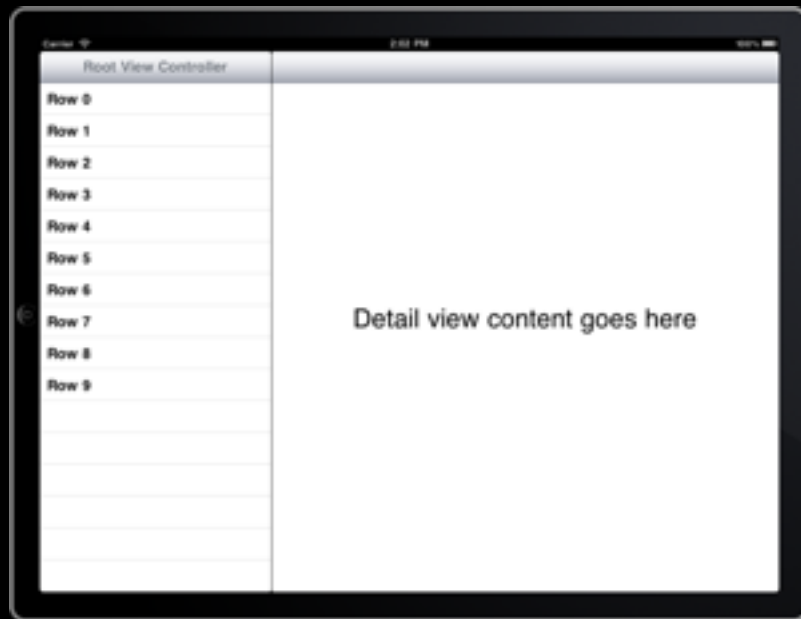 Carrier
2:02 PM
100%
Root View Controller
Row 0
Row 1
Row 2
Row 3
Row 4
Row 5
Row 6
Row 7
Row 8
Row 9
Detail view content goes here